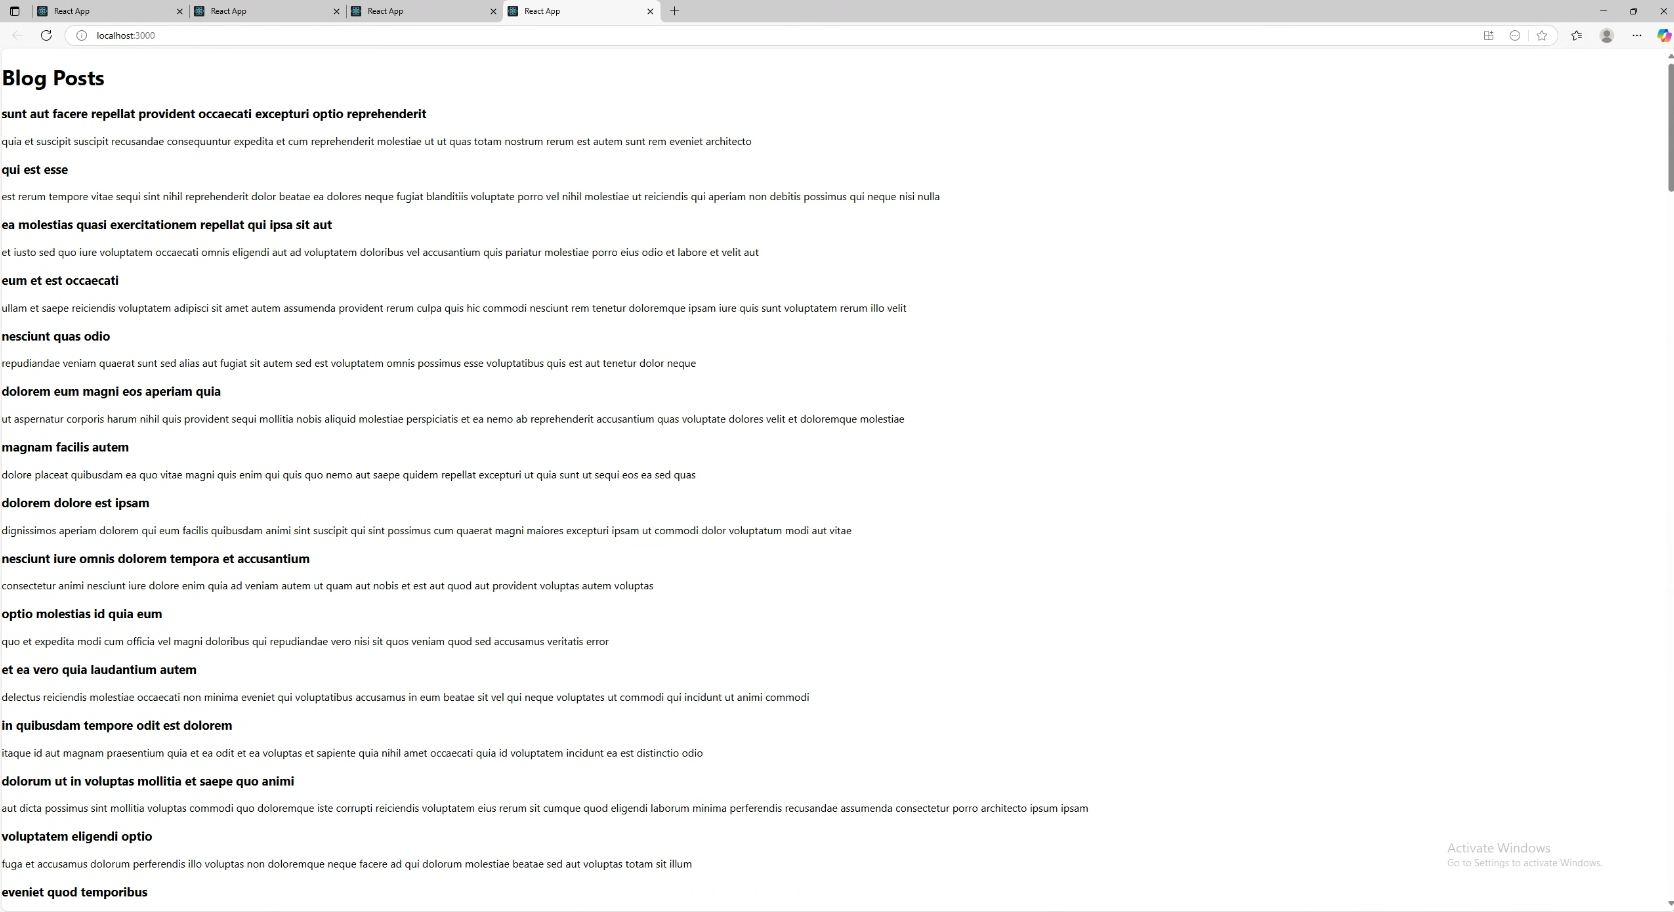 React App
React App
React App
React App
localhost:3000
Blog Posts
sunt aut facere repellat provident occaecati excepturi optio reprehenderit
quia et suscipit suscipit recusandae consequuntur expedita et cum reprehenderit molestiae ut ut quas totam nostrum rerum est autem sunt rem eveniet architecto
qui est esse
est rerum tempore vitae sequi sint nihil reprehenderit dolor beatae ea dolores neque fugiat blanditiis voluptate porro vel nihil molestiae ut reiciendis qui aperiam non debitis possimus qui neque nisi nulla
ea molestias quasi exercitationem repellat qui ipsa sit aut
et iusto sed quo iure voluptatem occaecati omnis eligendi aut ad voluptatem doloribus vel accusantium quis pariatur molestiae porro eius odio et labore et velit aut
eum et est occaecati
ullam et saepe reiciendis voluptatem adipisci sit amet autem assumenda provident rerum culpa quis hic commodi nesciunt rem tenetur doloremque ipsam iure quis sunt voluptatem rerum illo velit
nesciunt quas odio
repudiandae veniam quaerat sunt sed alias aut fugiat sit autem sed est voluptatem omnis possimus esse voluptatibus quis est aut tenetur dolor neque
dolorem eum magni eos aperiam quia
ut aspernatur corporis harum nihil quis provident sequi mollitia nobis aliquid molestiae perspiciatis et ea nemo ab reprehenderit accusantium quas voluptate dolores velit et doloremque molestiae
magnam facilis autem
dolore placeat quibusdam ea quo vitae magni quis enim qui quis quo nemo aut saepe quidem repellat excepturi ut quia sunt ut sequi eos ea sed quas
dolorem dolore est ipsam
dignissimos aperiam dolorem qui eum facilis quibusdam animi sint suscipit qui sint possimus cum quaerat magni maiores excepturi ipsam ut commodi dolor voluptatum modi aut vitae
nesciunt iure omnis dolorem tempora et accusantium
consectetur animi nesciunt iure dolore enim quia ad veniam autem ut quam aut nobis et est aut quod aut provident voluptas autem voluptas
optio molestias id quia eum
quo et expedita modi cum officia vel magni doloribus qui repudiandae vero nisi sit quos veniam quod sed accusamus veritatis error
et ea vero quia laudantium autem
delectus reiciendis molestiae occaecati non minima eveniet qui voluptatibus accusamus in eum beatae sit vel qui neque voluptates ut commodi qui incidunt ut animi commodi
in quibusdam tempore odit est dolorem
itaque id aut magnam praesentium quia et ea odit et ea voluptas et sapiente quia nihil amet occaecati quia id voluptatem incidunt ea est distinctio odio
dolorum ut in voluptas mollitia et saepe quo animi
aut dicta possimus sint mollitia voluptas commodi quo doloremque iste corrupti reiciendis voluptatem eius rerum sit cumque quod eligendi laborum minima perferendis recusandae assumenda consectetur porro architecto ipsum ipsam
voluptatem eligendi optio
fuga et accusamus dolorum perferendis illo voluptas non doloremque neque facere ad qui dolorum molestiae beatae sed aut voluptas totam sit illum
eveniet quod temporibus
Activate Windows
Go to Settings to activate Windows.